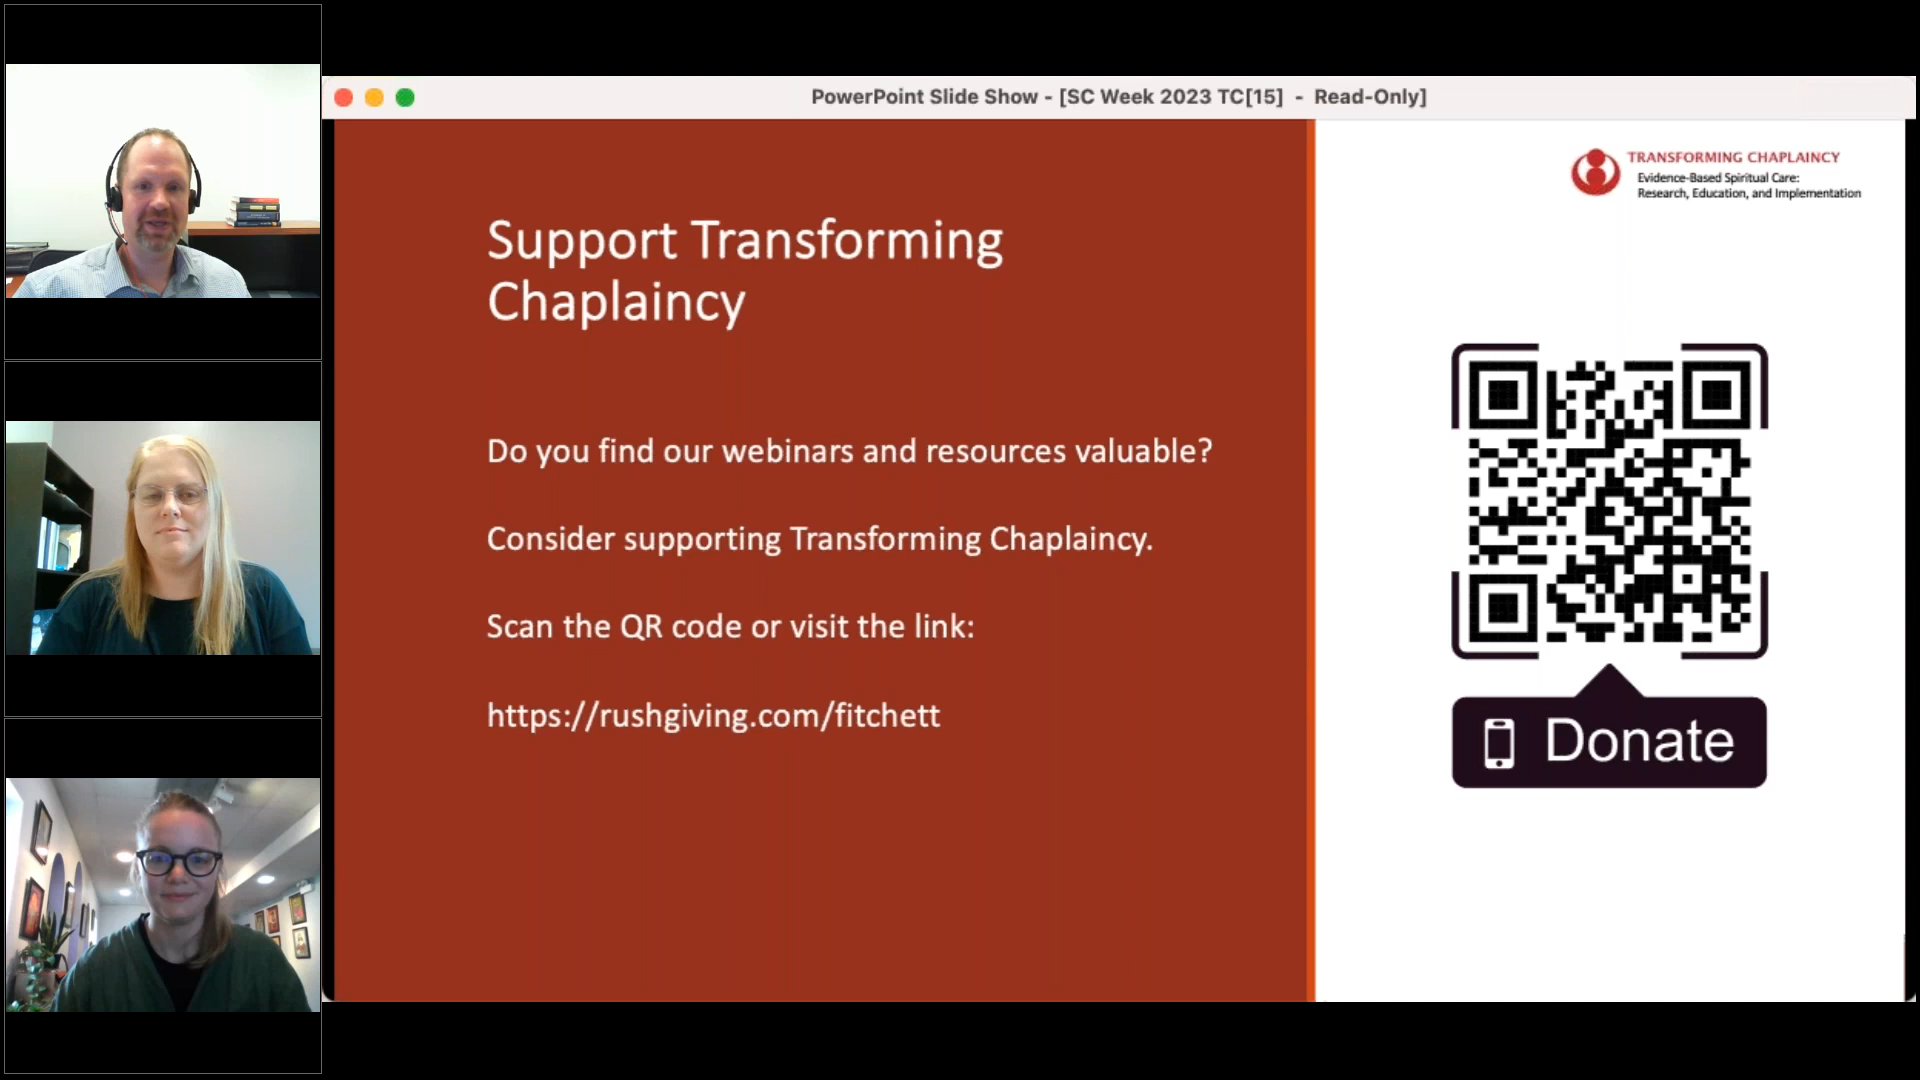 PowerPoint Slide Show - [SC Week 2023 TC[15] - Read-Only]
TRANSFORMING CHAPLAINCY
Evidence-Based Spiritual Care:
Research, Education, and Implementation
Support Transforming
Chaplaincy
Do you find our webinars and resources valuable?
Consider supporting Transforming Chaplaincy.
Scan the QR code or visit the link:
https://rushgiving.com/fitchett
Donate